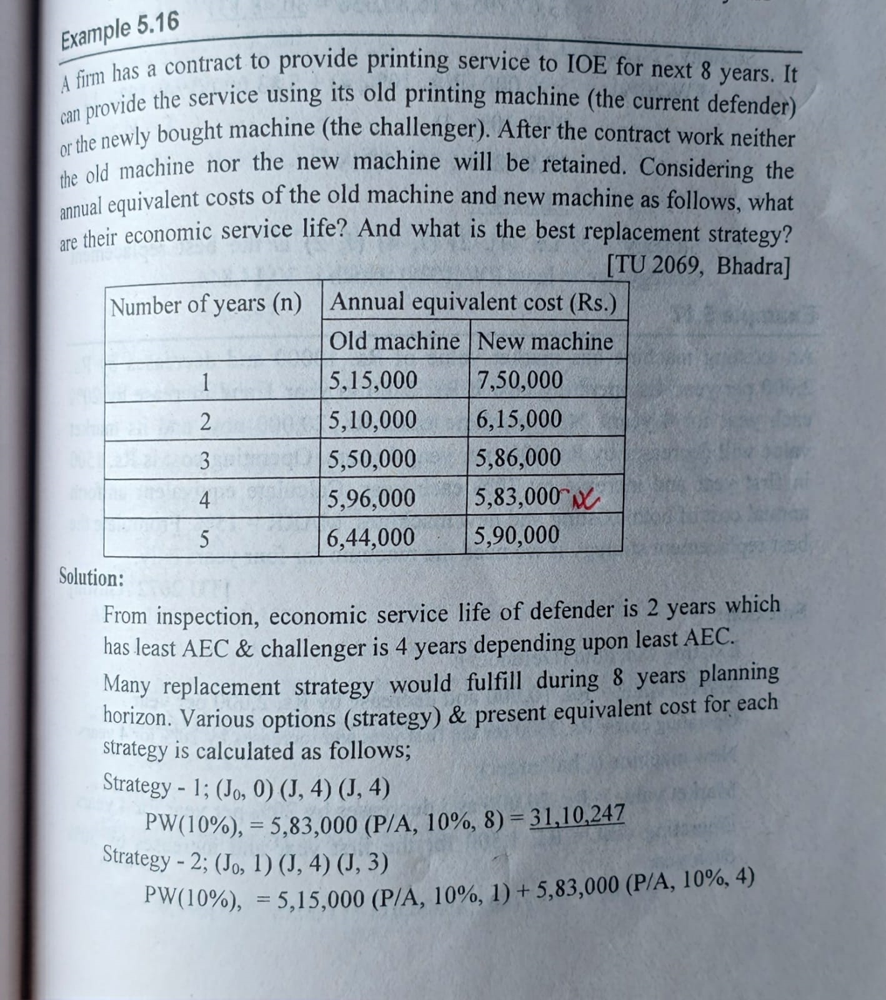 Example 5.16
A firm has a contract to provide printing service to IOE for next 8 years. It
can provide the service using its old printing machine (the current defender)
or the newly bought machine (the challenger). After the contract work neither
the old machine nor the new machine will be retained. Considering the
annual equivalent costs of the old machine and new machine as follows, what
are their economic service life? And what is the best replacement strategy?
[TU 2069, Bhadra]
Number of years (n) Annual equivalent cost (Rs.)
Old machine New machine
1 5,15,000 7,50,000
2 5,10,000 6,15,000
3 5,50,000 5,86,000
4 5,96,000 5,83,000
5 6,44,000 5,90,000
Solution:
From inspection, economic service life of defender is 2 years which
has least AEC & challenger is 4 years depending upon least AEC.
Many replacement strategy would fulfill during 8 years planning
horizon. Various options (strategy) & present equivalent cost for each
strategy is calculated as follows;
Strategy - 1; (J₀, 0) (J, 4) (J, 4)
PW(10%), = 5,83,000 (P/A, 10%, 8) = 31,10,247
Strategy - 2; (J₀, 1) (J, 4) (J, 3)
PW(10%), = 5,15,000 (P/A, 10%, 1) + 5,83,000 (P/A, 10%, 4)